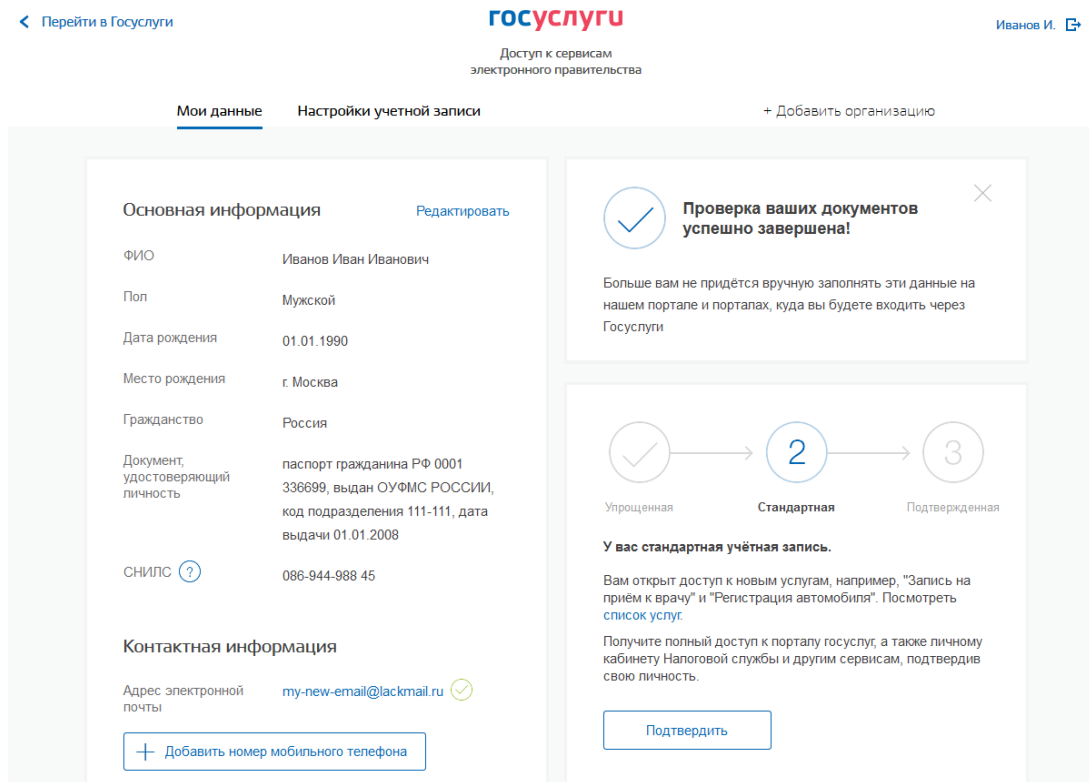 Перейти в Госуслуги
госуслуги
Иванов И.
Доступ к сервисам
электронного правительства
Мои данные
Настройки учетной записи
+ Добавить организацию
Основная информация
Редактировать
ФИО
Иванов Иван Иванович
Пол
Мужской
Дата рождения
01.01.1990
Место рождения
г. Москва
Гражданство
Россия
Документ,
удостоверяющий
личность
паспорт гражданина РФ 0001
336699, выдан ОУФМС РОССИИ,
код подразделения 111-111, дата
выдачи 01.01.2008
СНИЛС ?
086-944-988 45
Контактная информация
Адрес электронной
почты
my-new-email@lackmail.ru
+ Добавить номер мобильного телефона
Проверка ваших документов
успешно завершена!
Больше вам не придётся вручную заполнять эти данные на
нашем портале и порталах, куда вы будете входить через
Госуслуги
2
3
Упрощенная
Стандартная
Подтвержденная
У вас стандартная учётная запись.
Вам открыт доступ к новым услугам, например, "Запись на
приём к врачу" и "Регистрация автомобиля". Посмотреть
список услуг.
Получите полный доступ к порталу госуслуг, а также личному
кабинету Налоговой службы и другим сервисам, подтвердив
свою личность.
Подтвердить